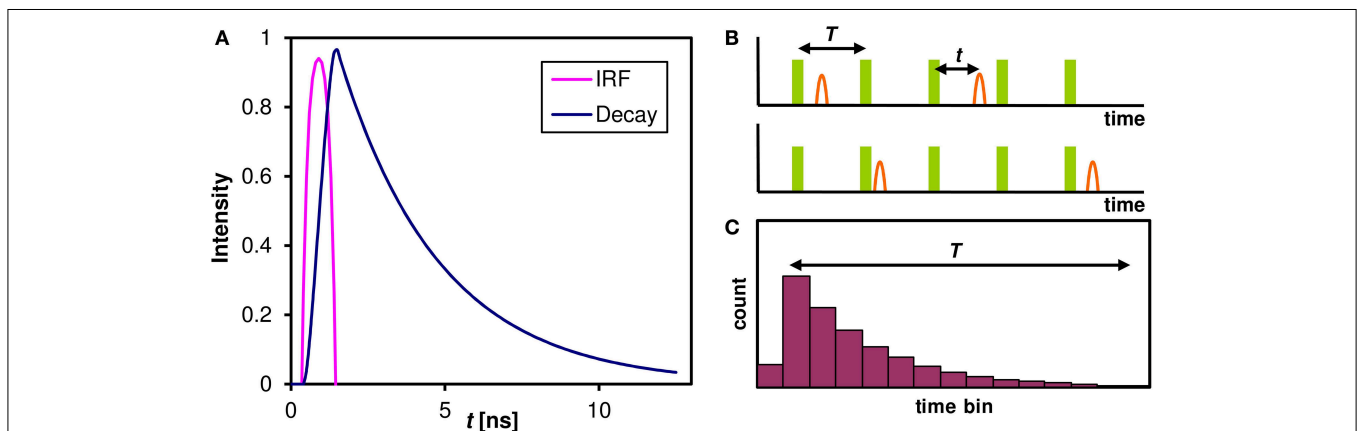 A
1
0.8
0.6
0.4
0.2
0
Intensity
0 5 10
t [ns]
IRF
Decay
B
T
t
time
time
C
T
count
time bin